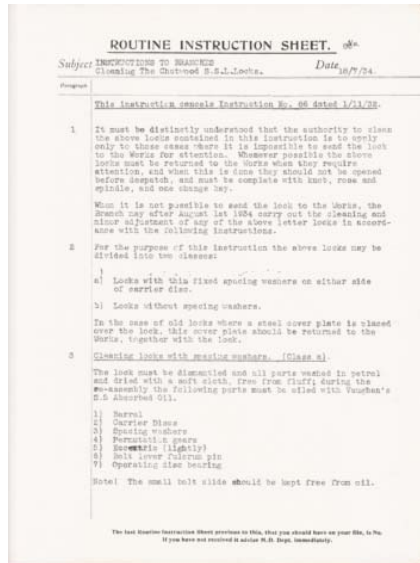 ROUTINE INSTRUCTION SHEET. No.
Subject INSTRUCTIONS TO BRANCHES Date 18/7/34.
Cleaning The Chatwood S.S.L. Locks.
Paragraph
This instruction cancels Instruction No. 66 dated 1/11/32.
1 It must be distinctly understood that the authority to clean
the above locks contained in this instruction is to apply
only to those cases where it is impossible to send the lock
to the Works for attention. Whenever possible the above
locks must be returned to the Works when they require
attention, and when this is done they should not be opened
before despatch, and must be complete with knob, rose and
spindle, and one change key.
When it is not possible to send the lock to the Works, the
Branch may after August 1st 1934 carry out the cleaning and
minor adjustment of any of the above letter locks in accord-
ance with the following instructions.
2 For the purpose of this instruction the above locks may be
divided into two classes:
a) Locks with thin fixed spacing washers on either side
of carrier disc.
b) Locks without spacing washers.
In the case of old locks where a steel cover plate is placed
over the lock, this cover plate should be returned to the
Works, together with the lock.
3 Cleaning locks with spacing washers. (Class a)
The lock must be dismantled and all parts washed in petrol
and dried with a soft cloth, free from fluff; during the
re-assembly the following parts must be oiled with Vaughan's
Absorbed Oil.
1) Barrel
2) Carrier Discs
3) Spacing washers
4) Permutation gears
5) Eccentric (lightly)
6) Bolt lever fulcrum pin
7) Operating disc bearing
Note! The small bolt slide should be kept free from oil.
The last Routine Instruction Sheet previous to this, that you should have on your file, is No.
If you have not received it advise M.D. Dept. immediately.